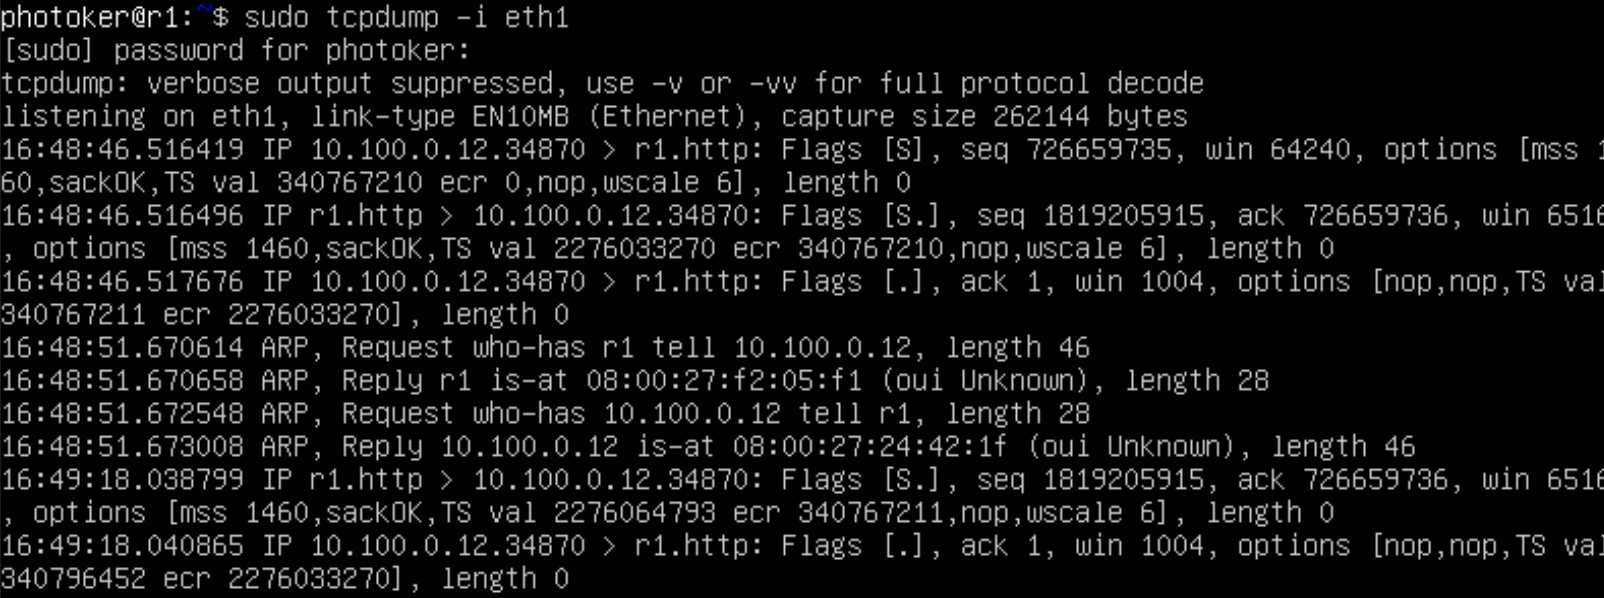 photoker@r1:~$ sudo tcpdump -i eth1
[sudo] password for photoker:
tcpdump: verbose output suppressed, use -v or -vv for full protocol decode
listening on eth1, link-type EN10MB (Ethernet), capture size 262144 bytes
16:48:46.516419 IP 10.100.0.12.34870 > r1.http: Flags [S], seq 726659735, win 64240, options [mss 1
60,sackOK,TS val 340767210 ecr 0,nop,wscale 6], length 0
16:48:46.516496 IP r1.http > 10.100.0.12.34870: Flags [S.], seq 1819205915, ack 726659736, win 6516
, options [mss 1460,sackOK,TS val 2276033270 ecr 340767210,nop,wscale 6], length 0
16:48:46.517676 IP 10.100.0.12.34870 > r1.http: Flags [.], ack 1, win 1004, options [nop,nop,TS val
340767211 ecr 2276033270], length 0
16:48:51.670614 ARP, Request who-has r1 tell 10.100.0.12, length 46
16:48:51.670658 ARP, Reply r1 is-at 08:00:27:f2:05:f1 (oui Unknown), length 28
16:48:51.672548 ARP, Request who-has 10.100.0.12 tell r1, length 28
16:48:51.673008 ARP, Reply 10.100.0.12 is-at 08:00:27:24:42:1f (oui Unknown), length 46
16:49:18.038799 IP r1.http > 10.100.0.12.34870: Flags [S.], seq 1819205915, ack 726659736, win 6516
, options [mss 1460,sackOK,TS val 2276064793 ecr 340767211,nop,wscale 6], length 0
16:49:18.040865 IP 10.100.0.12.34870 > r1.http: Flags [.], ack 1, win 1004, options [nop,nop,TS val
340796452 ecr 2276033270], length 0